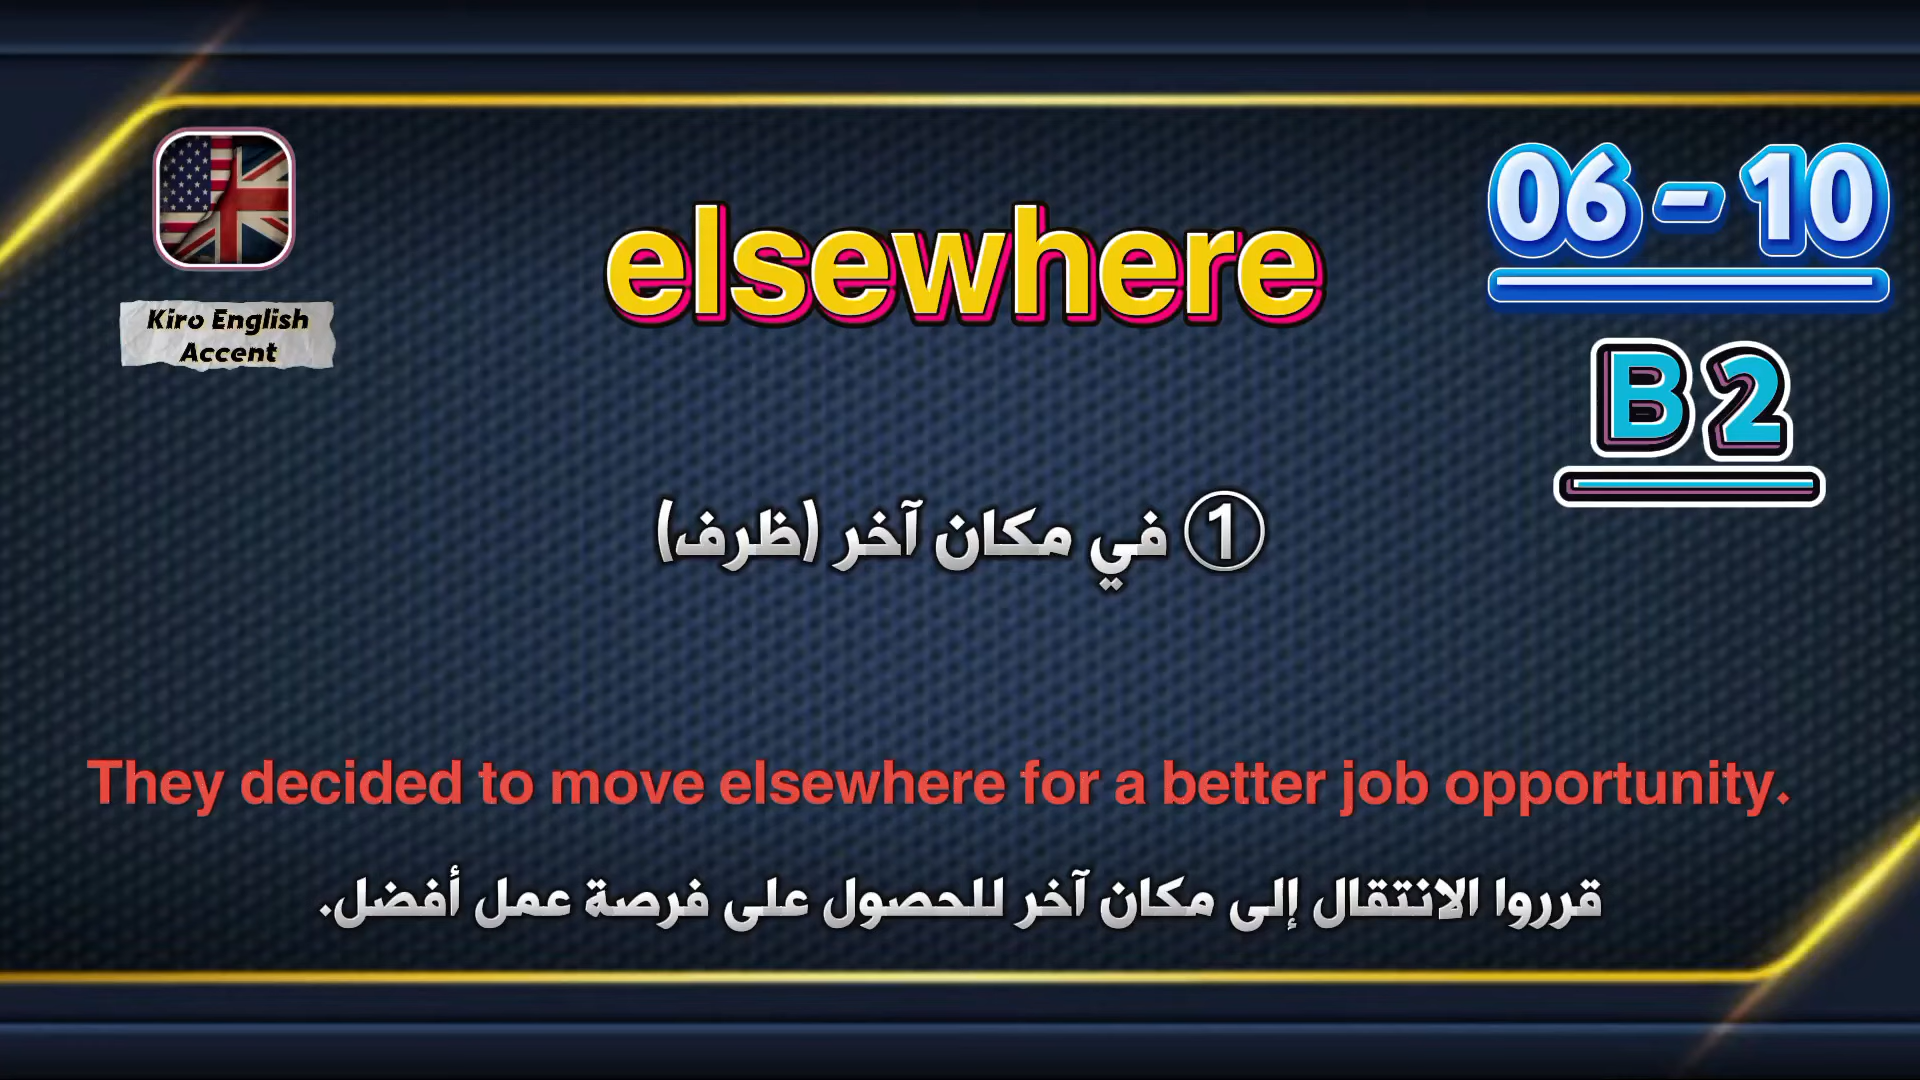 Kiro English
Accent
elsewhere
06 - 10
B2
① في مكان آخر (ظرف)
They decided to move elsewhere for a better job opportunity.
قرروا الانتقال إلى مكان آخر للحصول على فرصة عمل أفضل.